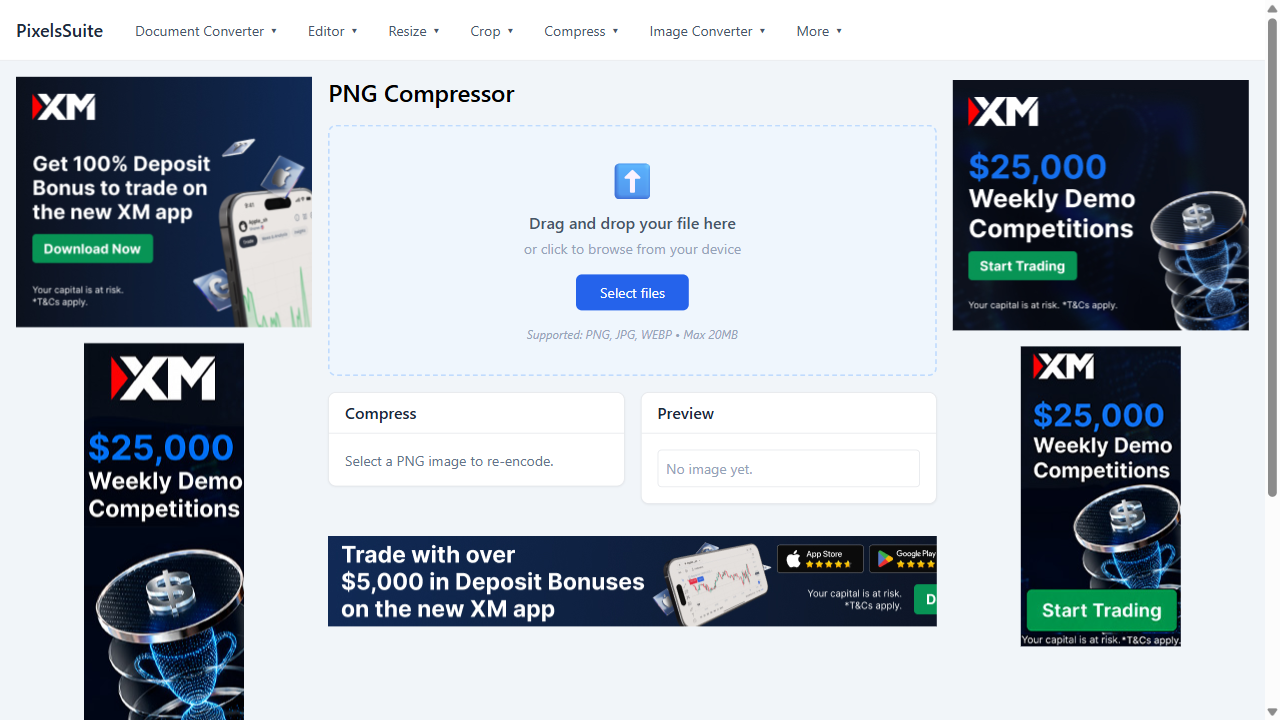 PixelsSuite
Document Converter ▼
Editor ▼
Resize ▼
Crop ▼
Compress ▼
Image Converter ▼
More ▼
XM
Get 100% Deposit
Bonus to trade on
the new XM app
Download Now
Your capital is at risk.
*T&Cs apply.
XM
$25,000
Weekly Demo
Competitions
PNG Compressor
Drag and drop your file here
or click to browse from your device
Select files
Supported: PNG, JPG, WEBP • Max 20MB
Compress
Select a PNG image to re-encode.
Preview
No image yet.
Trade with over
$5,000 in Deposit Bonuses
on the new XM app
App Store
Google Play
Your capital is at risk.
*T&Cs apply.
D
XM
$25,000
Weekly Demo
Competitions
Start Trading
Your capital is at risk. *T&Cs apply.
XM
$25,000
Weekly Demo
Competitions
Start Trading
Your capital is at risk.*T&Cs apply.